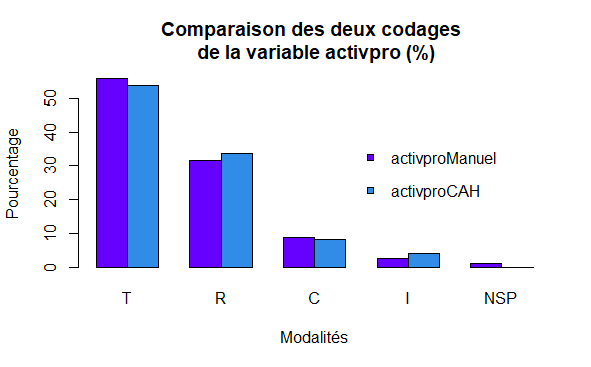 Comparaison des deux codages
de la variable activpro (%)
Pourcentage
50
40
30
20
10
0
activproManuel
activproCAH
T R C I NSP
Modalités